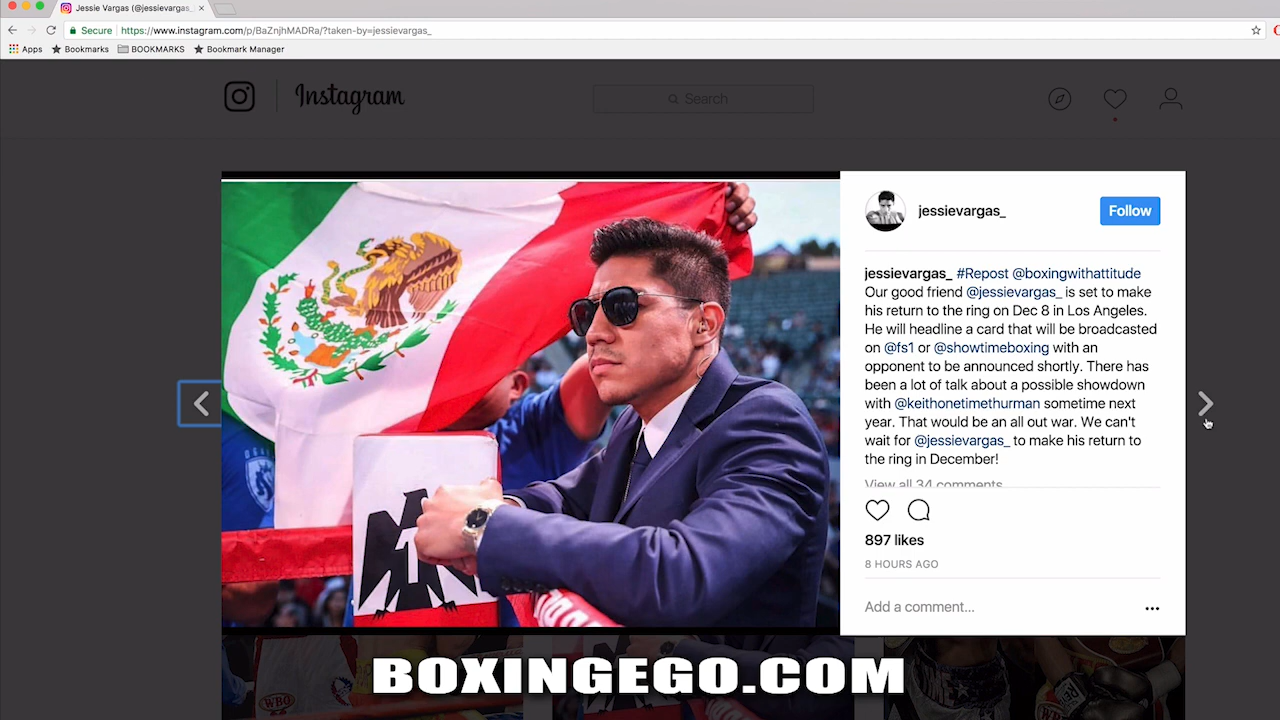 Jessie Vargas (@jessievargas_
Secure https://www.instagram.com/p/BaZnjhMADRa/?taken-by=jessievargas_
Apps Bookmarks BOOKMARKS Bookmark Manager
Instagram
Search
jessievargas_
Follow
jessievargas_ #Repost @boxingwithattitude
Our good friend @jessievargas_ is set to make
his return to the ring on Dec 8 in Los Angeles.
He will headline a card that will be broadcasted
on @fs1 or @showtimeboxing with an
opponent to be announced shortly. There has
been a lot of talk about a possible showdown
with @keithonetimethurman sometime next
year. That would be an all out war. We can't
wait for @jessievargas_ to make his return to
the ring in December!
View all 34 comments
897 likes
8 HOURS AGO
Add a comment...
WBO
BOXINGEGO.COM